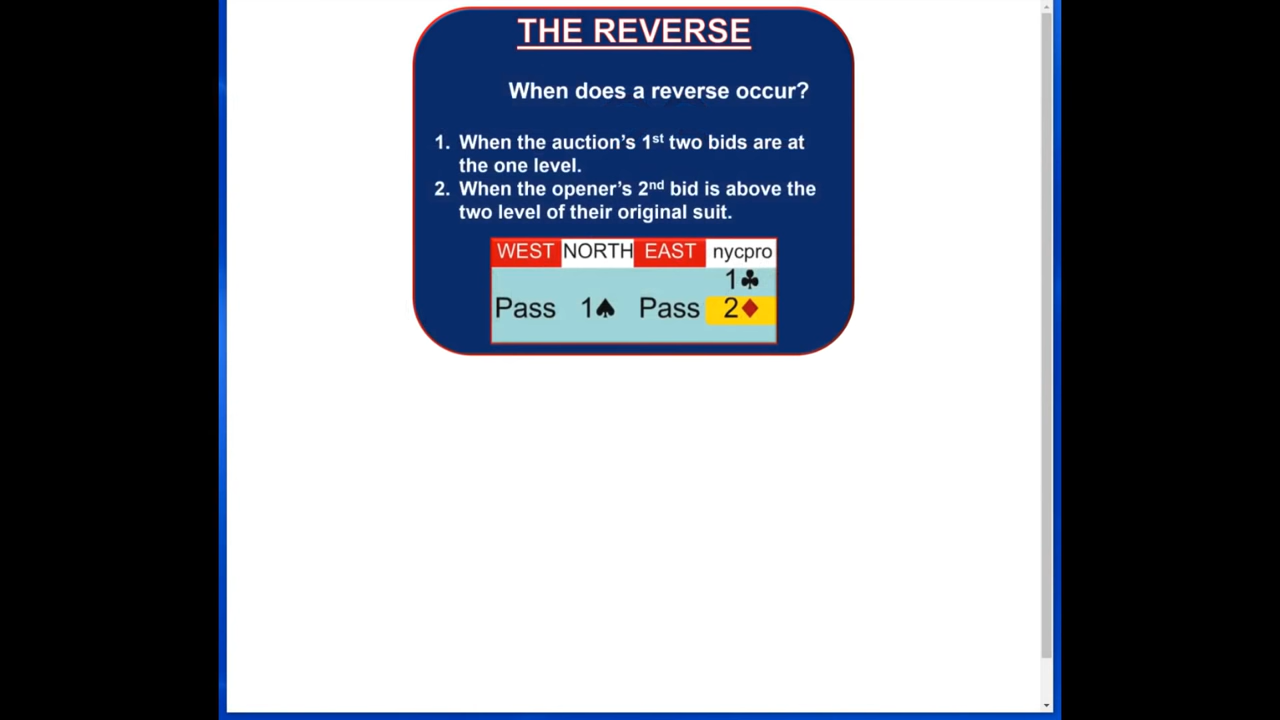 THE REVERSE
When does a reverse occur?
1. When the auction's 1st two bids are at
the one level.
2. When the opener's 2nd bid is above the
two level of their original suit.
WEST NORTH EAST nycpro
1♣
Pass 1♠ Pass 2♦